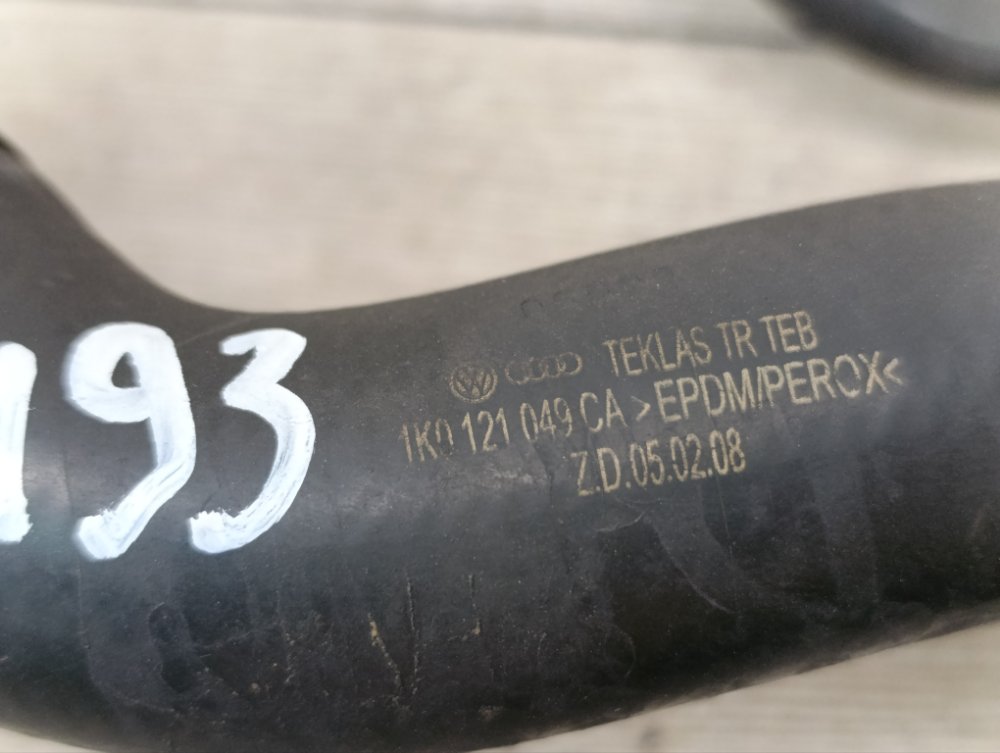 193
TEKLAS TR TEB
1K0 121 049 CA >EPDM/PEROX<
Z.D.05.02.08